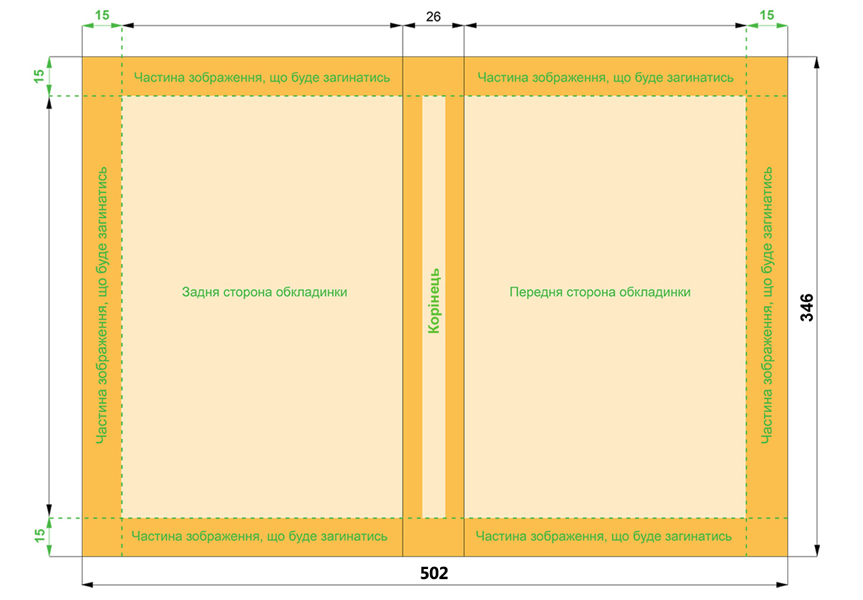 15
26
15
15
Частина зображення, що буде загинатись
Частина зображення, що буде загинатись
Частина зображення, що буде загинатись
Задня сторона обкладинки
Корінець
Передня сторона обкладинки
Частина зображення, що буде загинатись
346
15
Частина зображення, що буде загинатись
Частина зображення, що буде загинатись
502